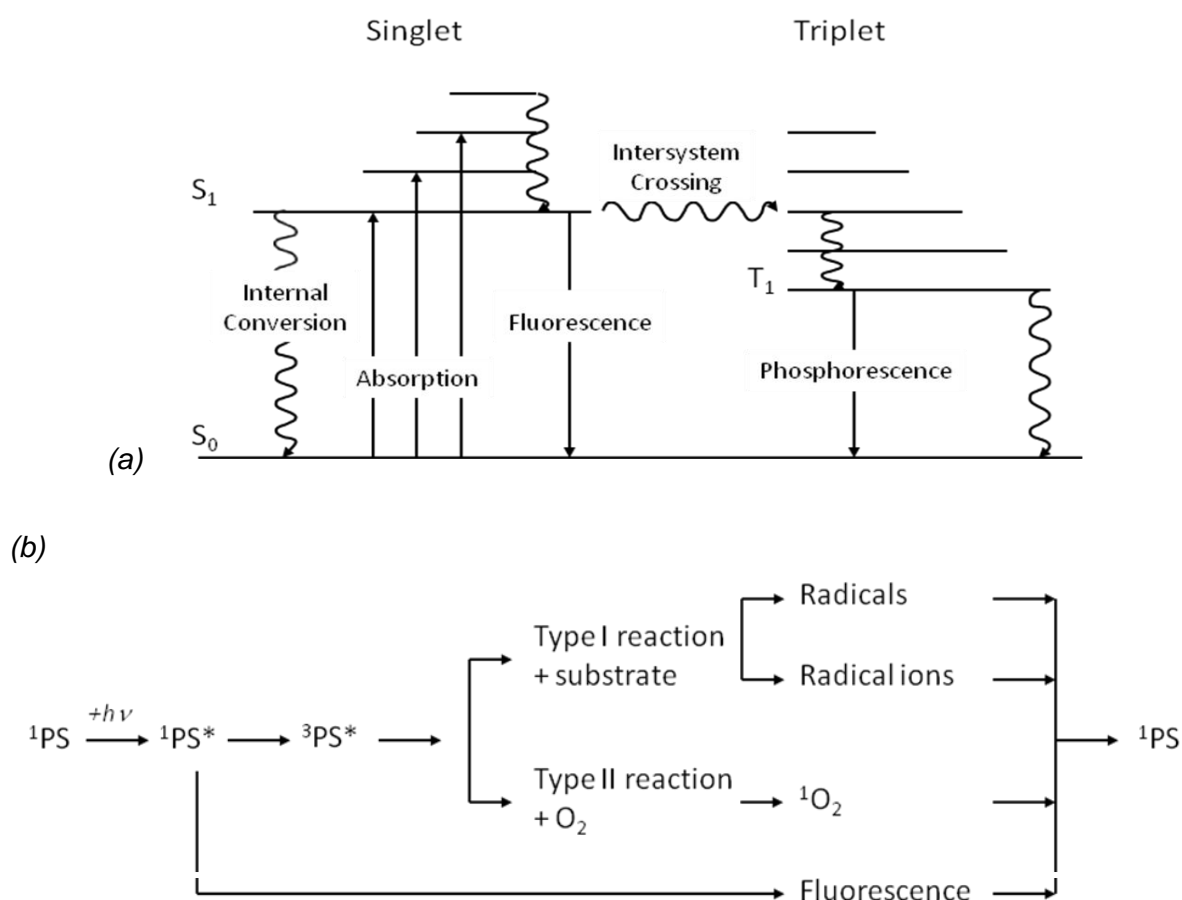 Singlet
Triplet
Intersystem
Crossing
S₁
Internal
Conversion
T₁
Fluorescence
Absorption
Phosphorescence
S₀
(a)
(b)
Radicals
Type I reaction
+ substrate
Radical ions
+hν
¹PS
¹PS*
³PS*
¹PS
Type II reaction
+ O₂
¹O₂
Fluorescence